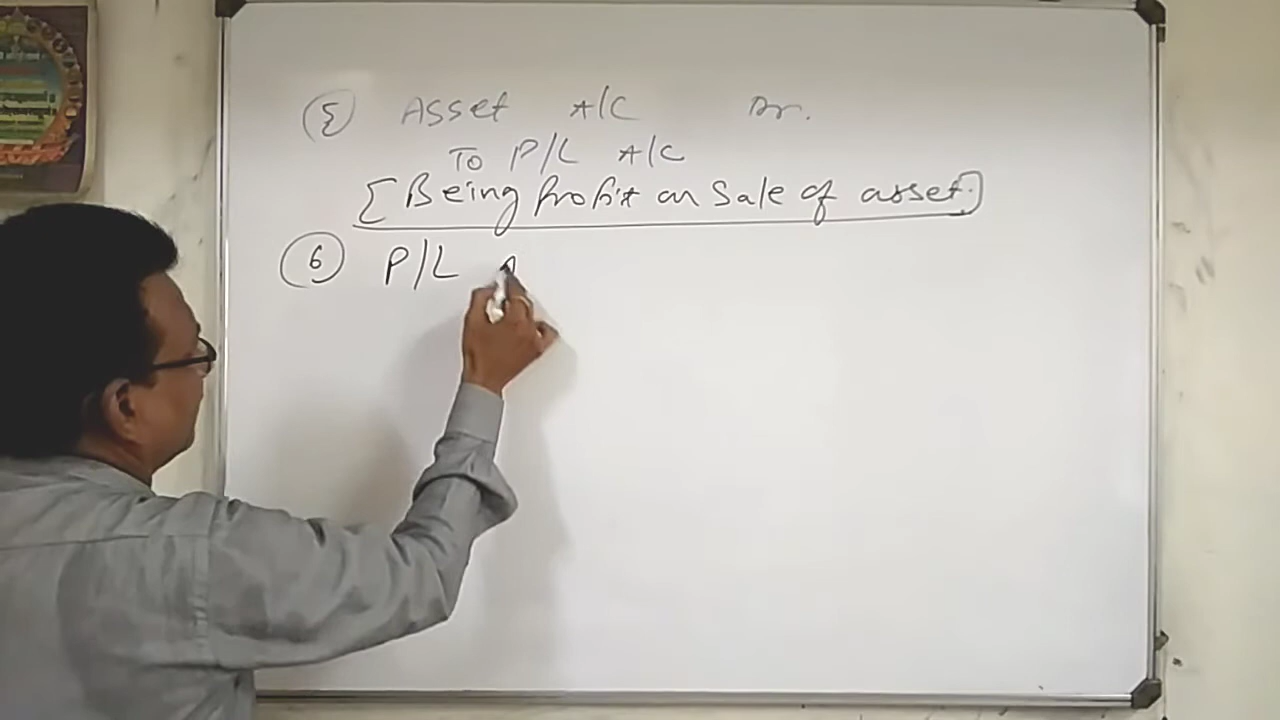 (5) Asset A/C Dr.
To P/L A/C
[Being profit on Sale of asset.]
(6) P/L A